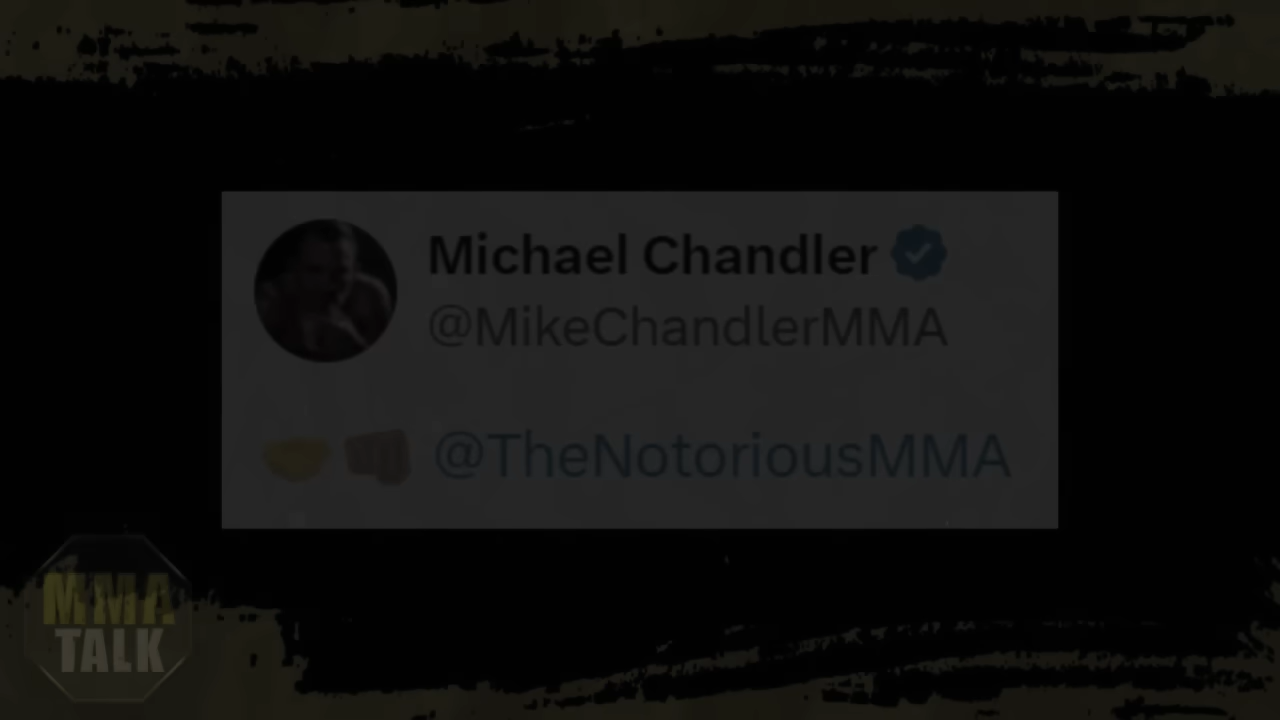 Michael Chandler
@MikeChandlerMMA
🤝 👊🏼 @TheNotoriousMMA
MMA
TALK